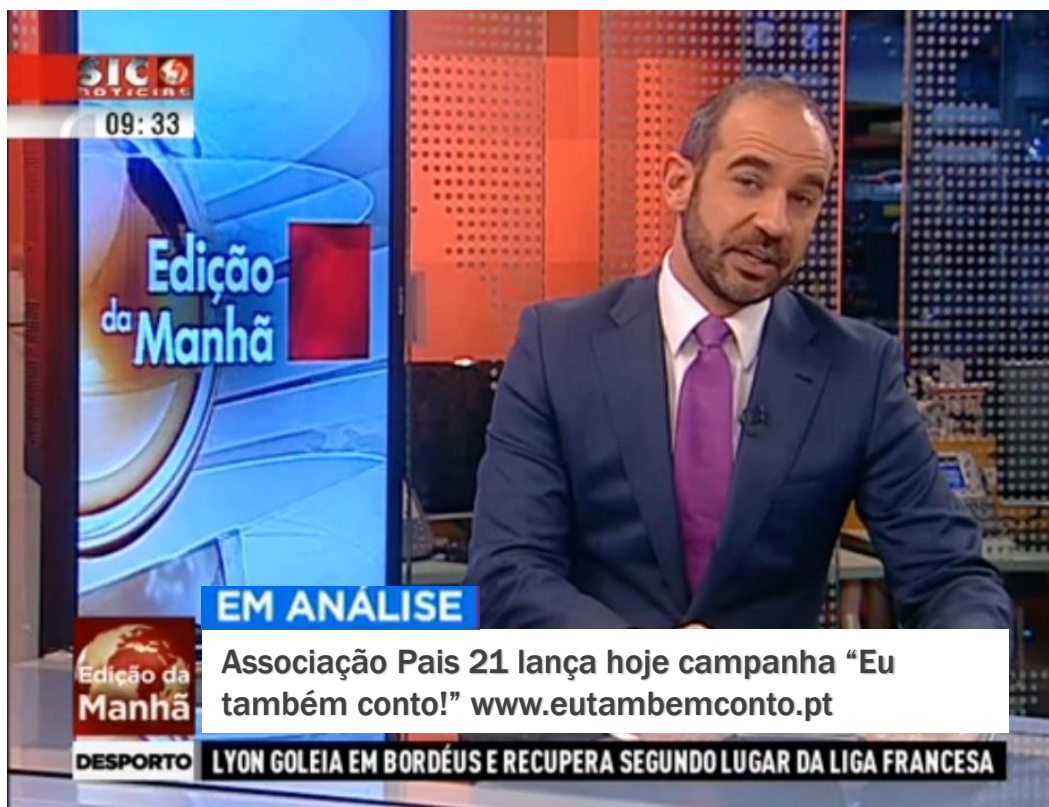 SIC
NOTÍCIAS
09:33
Edição
da Manhã
EM ANÁLISE
Associação Pais 21 lança hoje campanha “Eu
também conto!” www.eutambemconto.pt
Edição da
Manhã
DESPORTO LYON GOLEIA EM BORDÉUS E RECUPERA SEGUNDO LUGAR DA LIGA FRANCESA